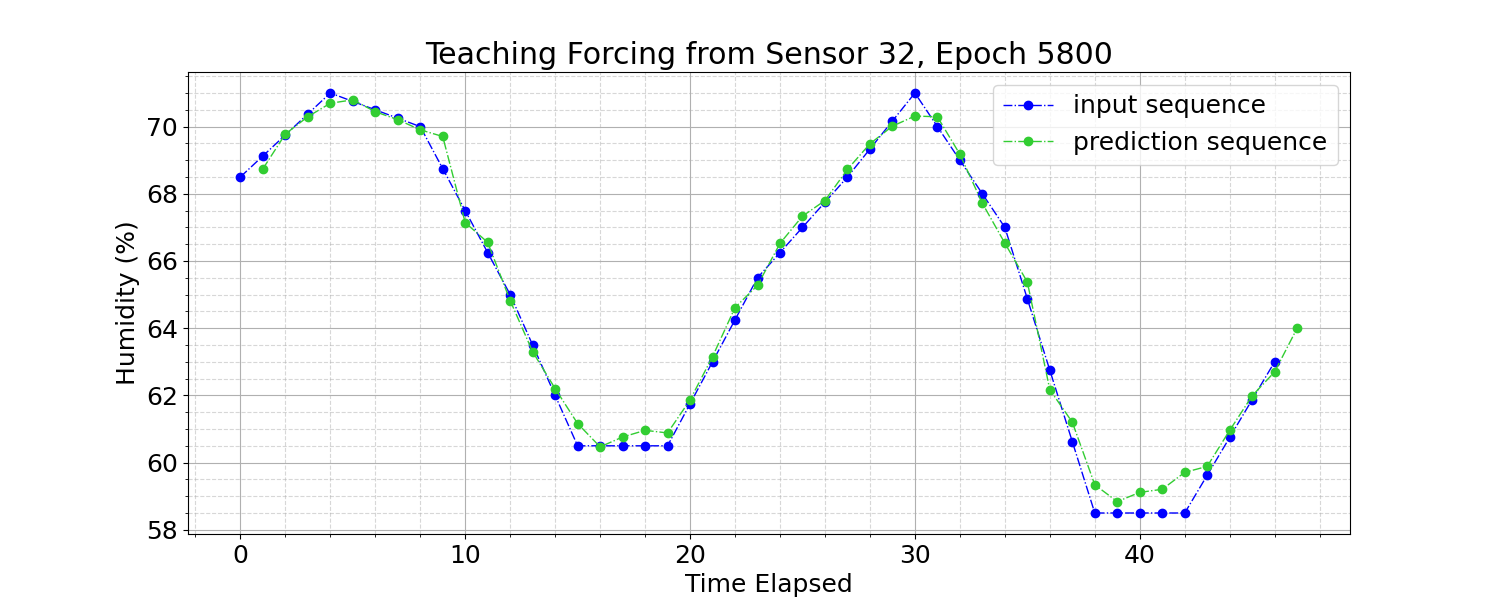 Teaching Forcing from Sensor 32, Epoch 5800
input sequence
prediction sequence
Humidity (%)
70
68
66
64
62
60
58
0 10 20 30 40
Time Elapsed